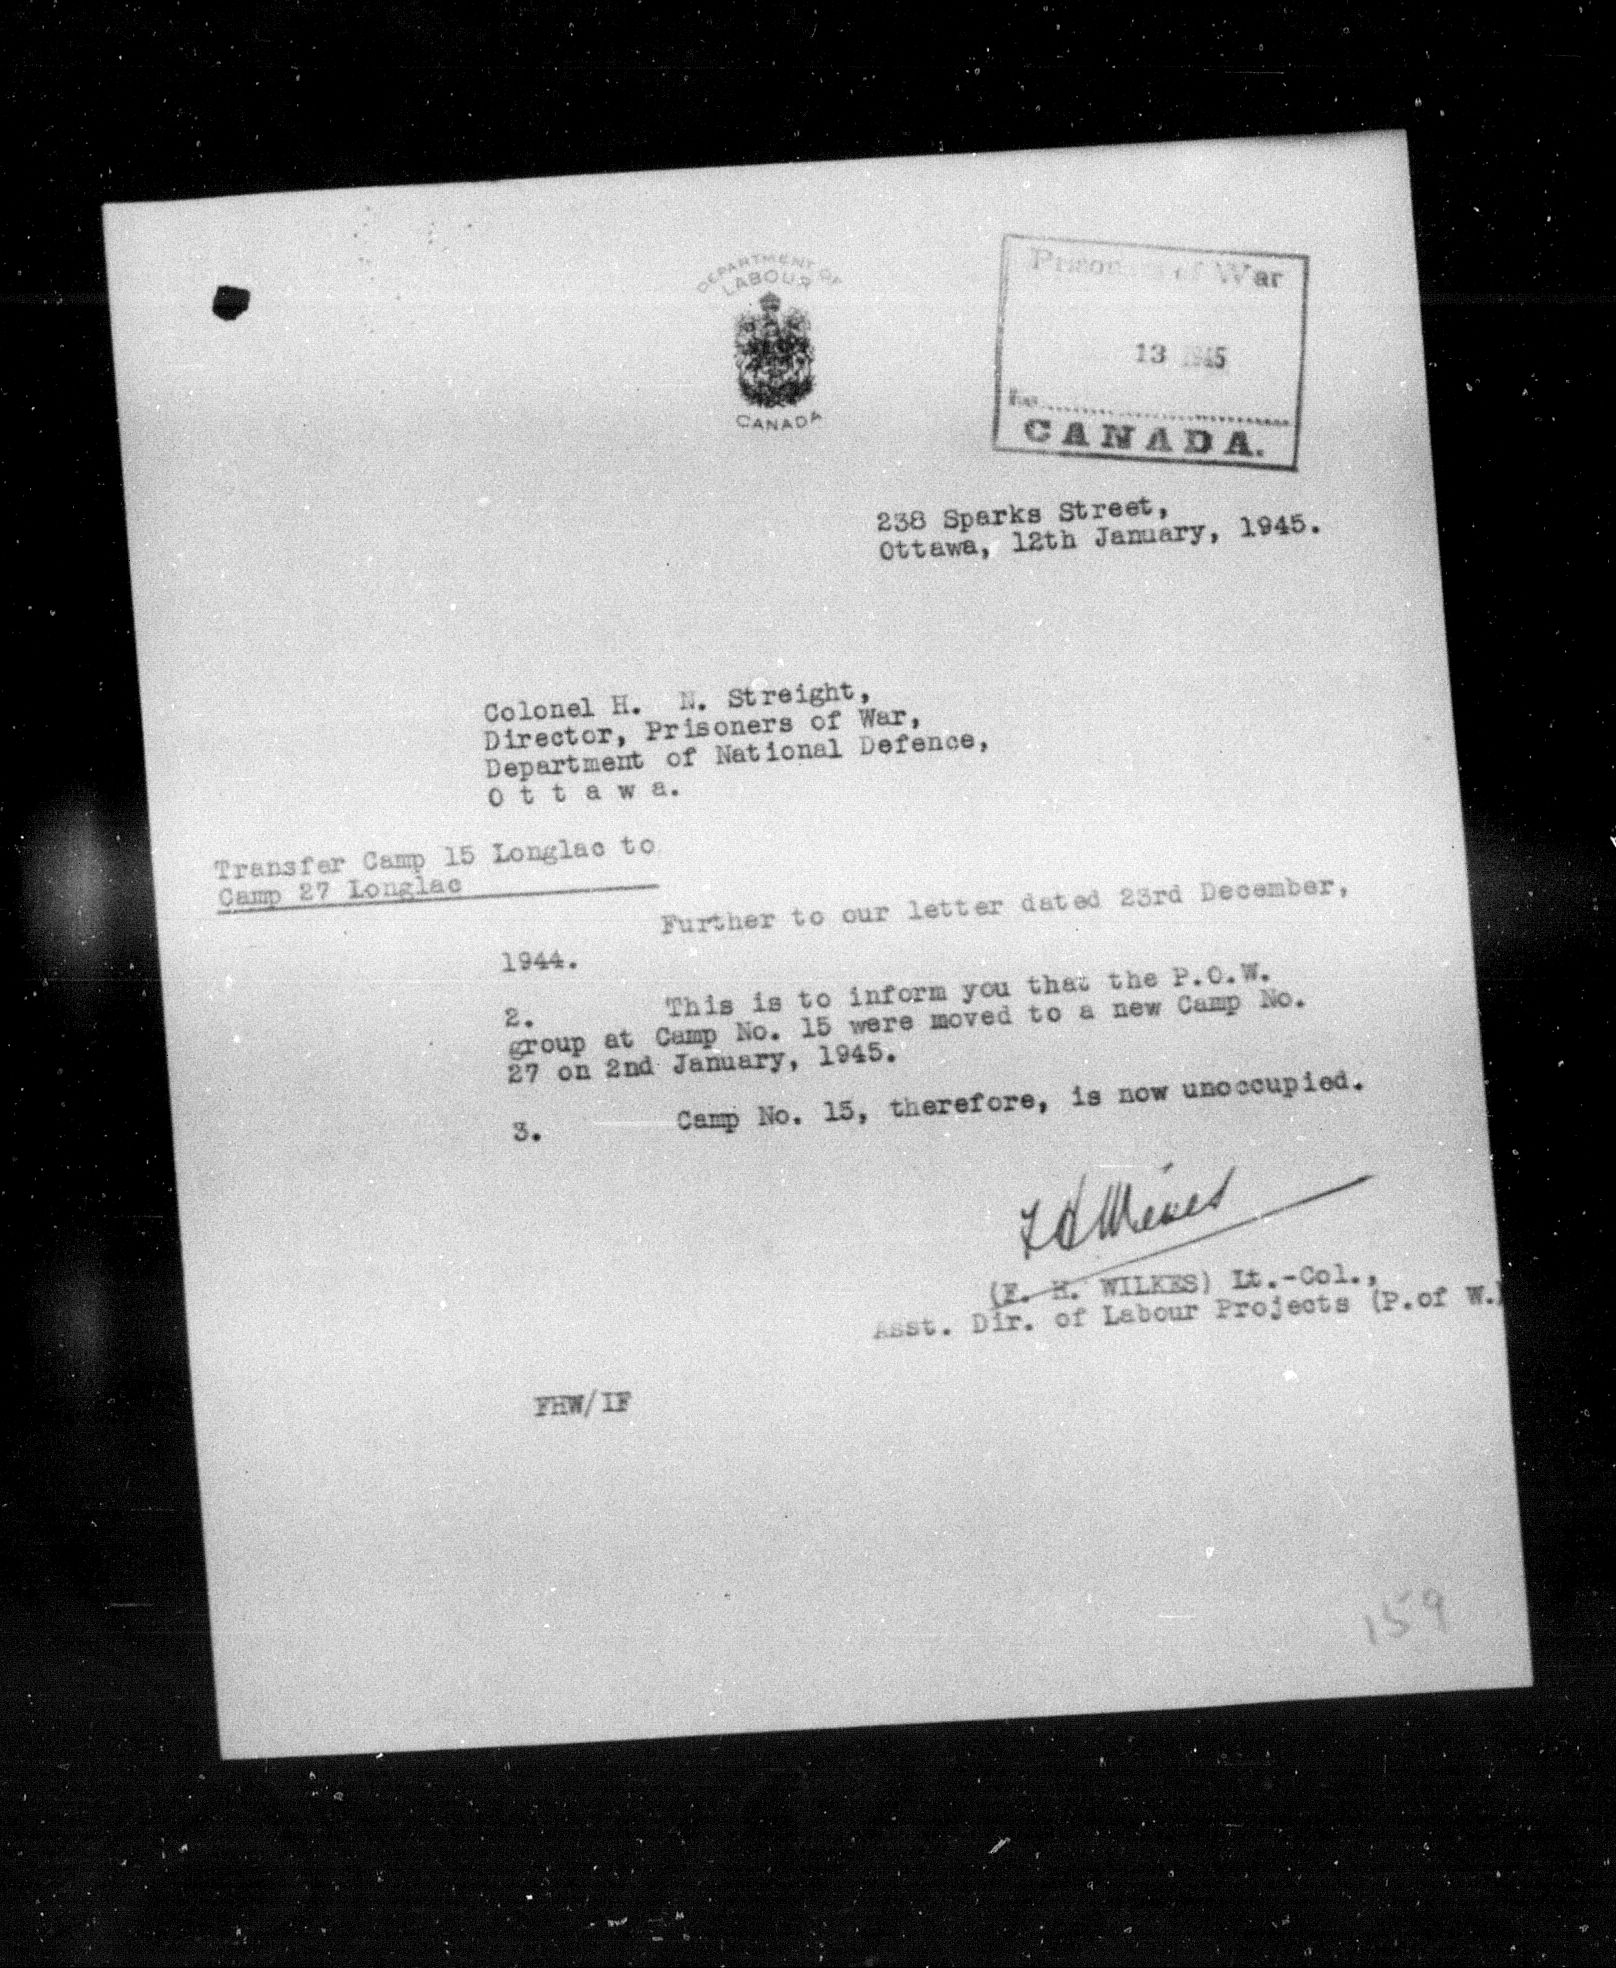 DEPARTMENT OF
LABOUR
CANADA
Prisoners of War
13 1945
CANADA.
238 Sparks Street,
Ottawa, 12th January, 1945.
Colonel H. N. Streight,
Director, Prisoners of War,
Department of National Defence,
O t t a w a.
Transfer Camp 15 Longlac to
Camp 27 Longlac
Further to our letter dated 23rd December,
1944.
2. This is to inform you that the P.O.W.
group at Camp No. 15 were moved to a new Camp No.
27 on 2nd January, 1945.
3. Camp No. 15, therefore, is now unoccupied.
F H Wilkes
(F. H. WILKES) Lt.-Col.,
Asst. Dir. of Labour Projects (P.of W.)
FHW/IF
159